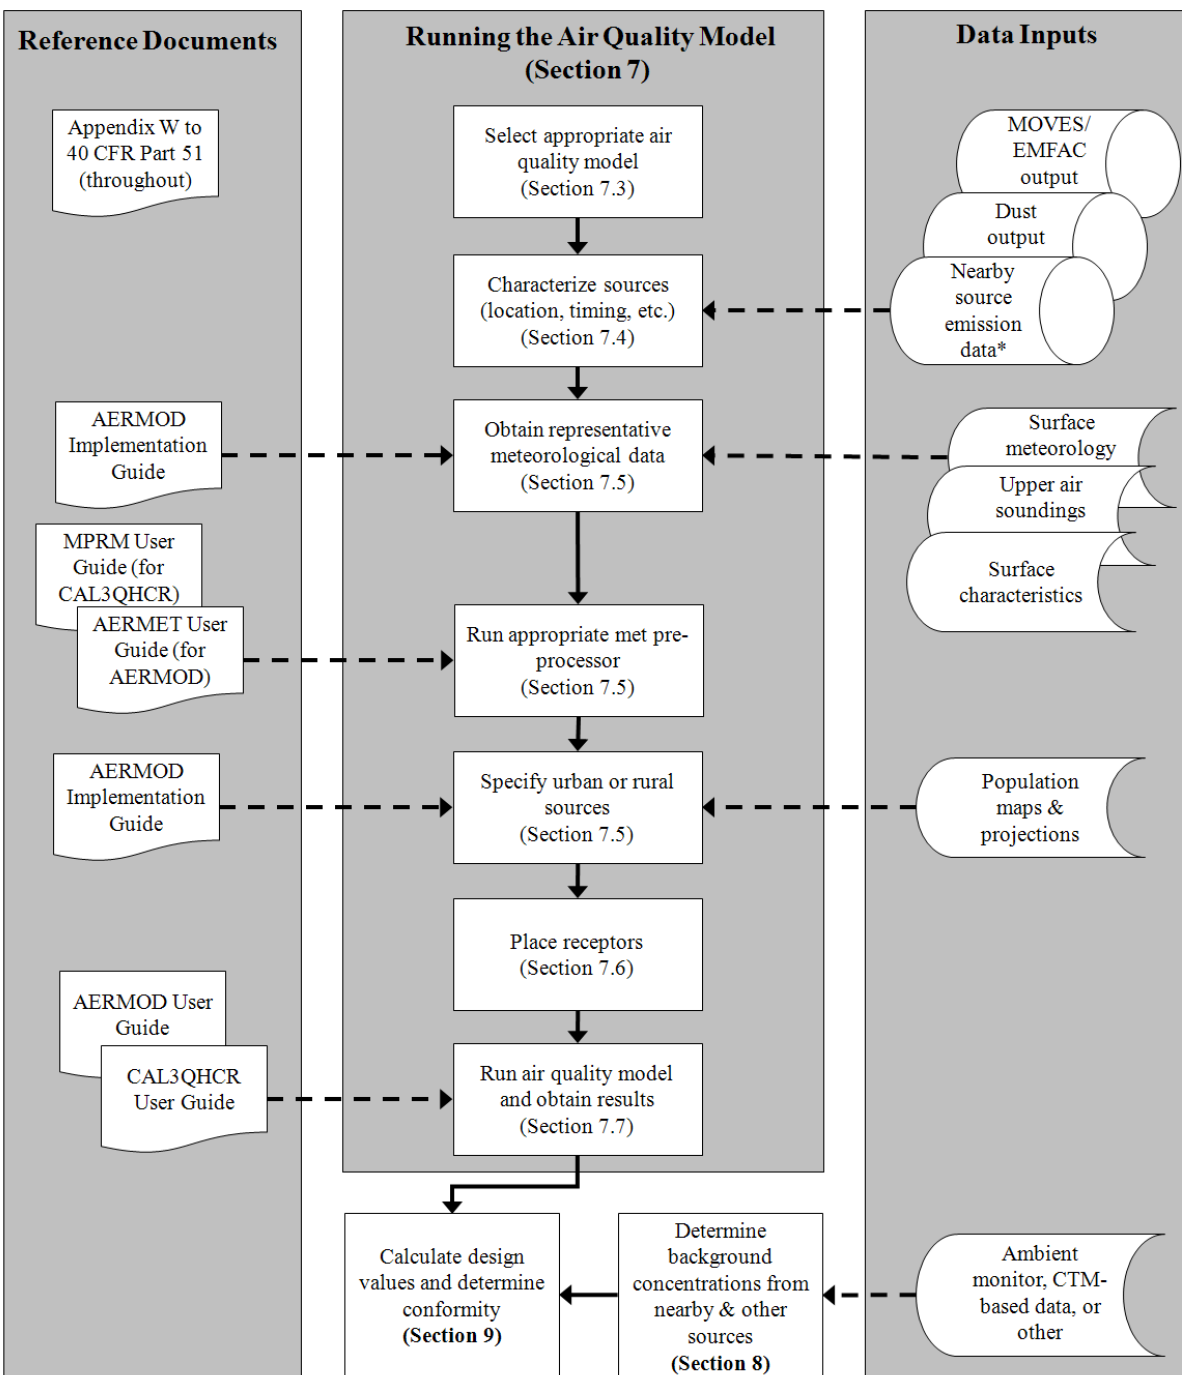 Reference Documents
Appendix W to
40 CFR Part 51
(throughout)
AERMOD
Implementation
Guide
MPRM User
Guide (for
CAL3QHCR)
AERMET User
Guide (for
AERMOD)
AERMOD
Implementation
Guide
AERMOD User
Guide
CAL3QHCR
User Guide
Running the Air Quality Model
(Section 7)
Select appropriate air
quality model
(Section 7.3)
Characterize sources
(location, timing, etc.)
(Section 7.4)
Obtain representative
meteorological data
(Section 7.5)
Run appropriate met pre-
processor
(Section 7.5)
Specify urban or rural
sources
(Section 7.5)
Place receptors
(Section 7.6)
Run air quality model
and obtain results
(Section 7.7)
Calculate design
values and determine
conformity
(Section 9)
Determine
background
concentrations from
nearby & other
sources
(Section 8)
Data Inputs
MOVES/
EMFAC
output
Dust
output
Nearby
source
emission
data*
Surface
meteorology
Upper air
soundings
Surface
characteristics
Population
maps &
projections
Ambient
monitor, CTM-
based data, or
other